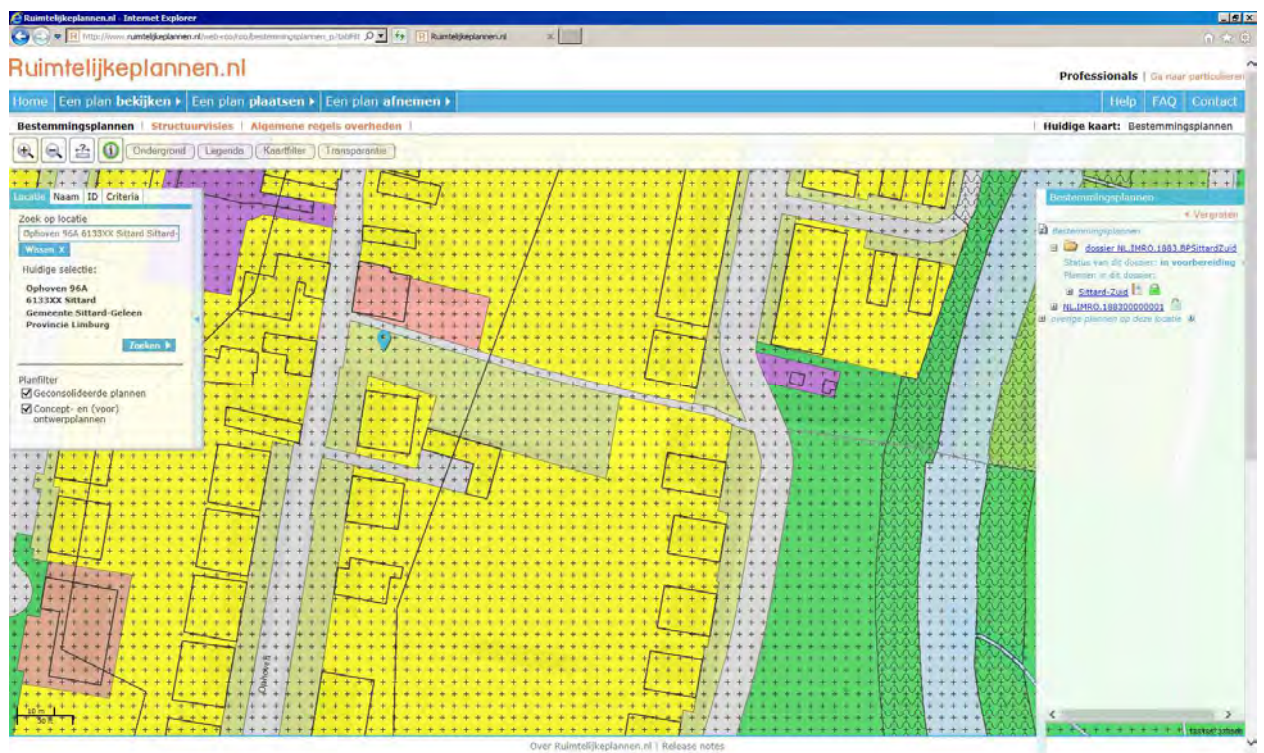 Ruimtelijkeplannen.nl - Internet Explorer
Ruimtelijkeplannen.nl
Ruimtelijkeplannen.nl
Professionals | Ga naar particulieren
Home Een plan bekijken Een plan plaatsen Een plan afnemen
Help FAQ Contact
Bestemmingsplannen | Structuurvisies | Algemene regels overheden |
Huidige kaart: Bestemmingsplannen
Ondergrond Legenda Kaartfilter Transparantie
Locatie Naam ID Criteria
Zoek op locatie
Ophoven 96A 6133XX Sittard Sittard-
Wissen X
Huidige selectie:
Ophoven 96A
6133XX Sittard
Gemeente Sittard-Geleen
Provincie Limburg
Zoeken
Planfilter
Geconsolideerde plannen
Concept- en (voor)
ontwerpplannen
Bestemmingsplannen
< Vergroten
Bestemmingsplannen
dossier NL.IMRO.1883.BPSittardZuid
Status van dit dossier: in voorbereiding
Plannen in dit dossier:
Sittard-Zuid
NL.IMRO.188300000001
overige plannen op deze locatie
Ophoven
10 m
50 ft
Over Ruimtelijkeplannen.nl | Release notes